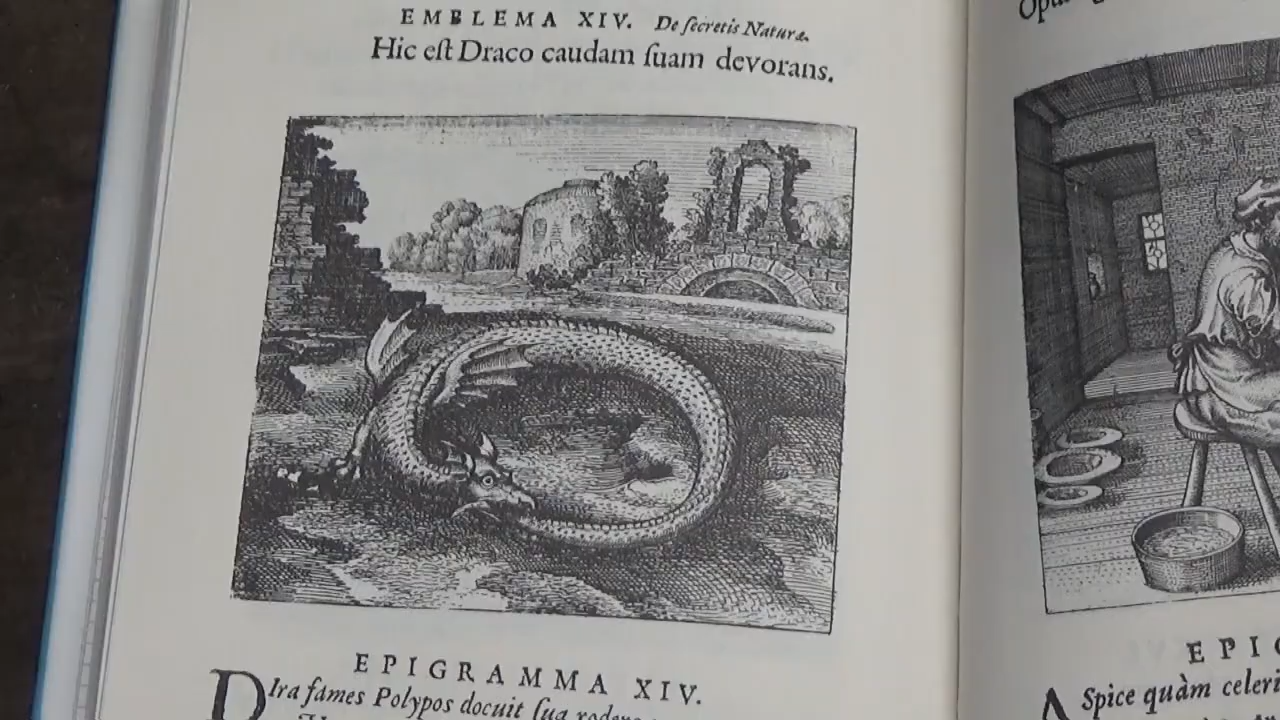 EMBLEMA XIV. De ſecretis Naturæ.
Hic eſt Draco caudam ſuam devorans.
EPIGRAMMA XIV.
DIra fames Polypos docuit ſua rodere
EPIG
ASpice quàm celeri